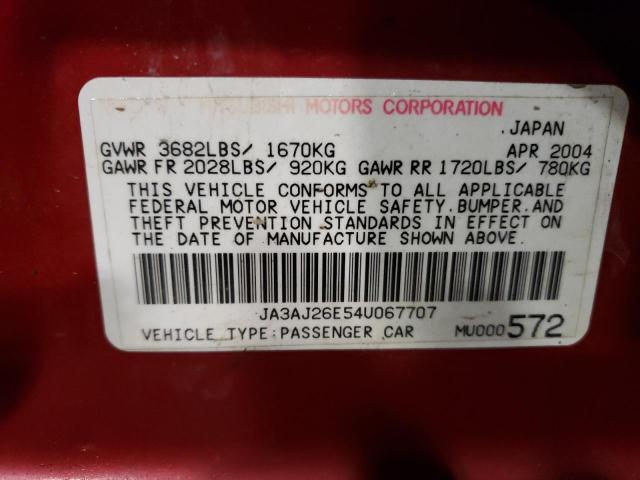 MOTORS CORPORATION
JAPAN
GVWR 3682LBS/ 1670KG APR 2004
GAWR FR 2028LBS/ 920KG GAWR RR 1720LBS/ 780KG
THIS VEHICLE CONFORMS TO ALL APPLICABLE
FEDERAL MOTOR VEHICLE SAFETY.BUMPER.AND
THEFT PREVENTION STANDARDS IN EFFECT ON
THE DATE OF MANUFACTURE SHOWN ABOVE.
JA3AJ26E54U067707
VEHICLE TYPE:PASSENGER CAR MU000572